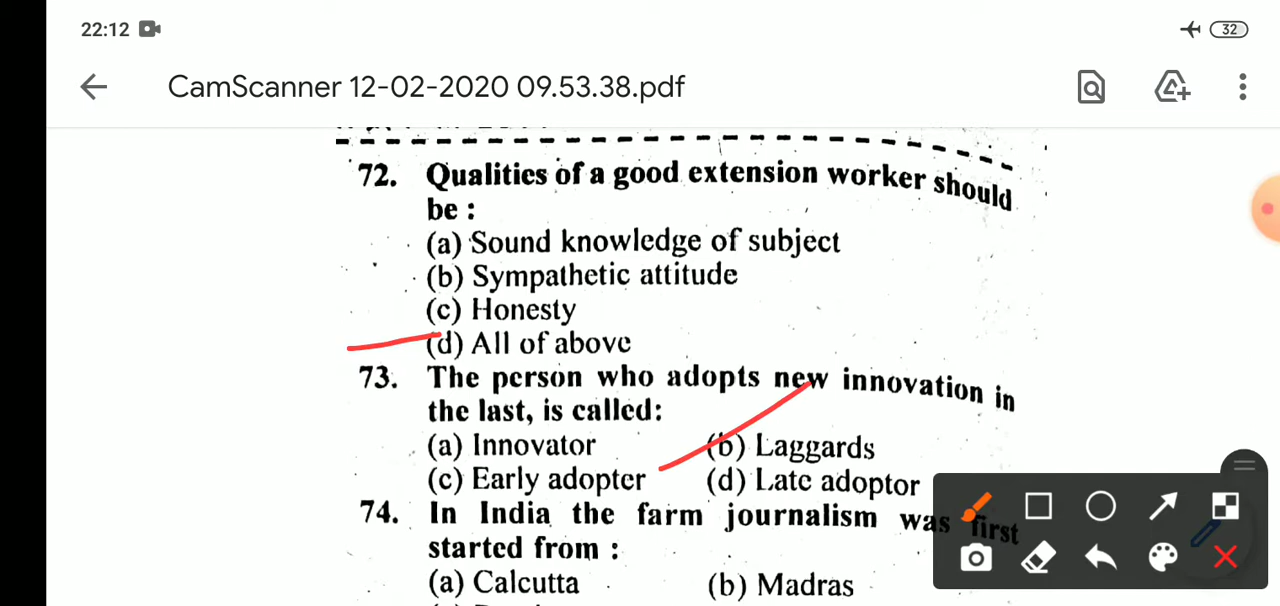 22:12
32
CamScanner 12-02-2020 09.53.38.pdf
72. Qualities of a good extension worker should
be :
(a) Sound knowledge of subject
(b) Sympathetic attitude
(c) Honesty
(d) All of above
73. The person who adopts new innovation in
the last, is called:
(a) Innovator (b) Laggards
(c) Early adopter (d) Late adoptor
74. In India the farm journalism was first
started from :
(a) Calcutta (b) Madras